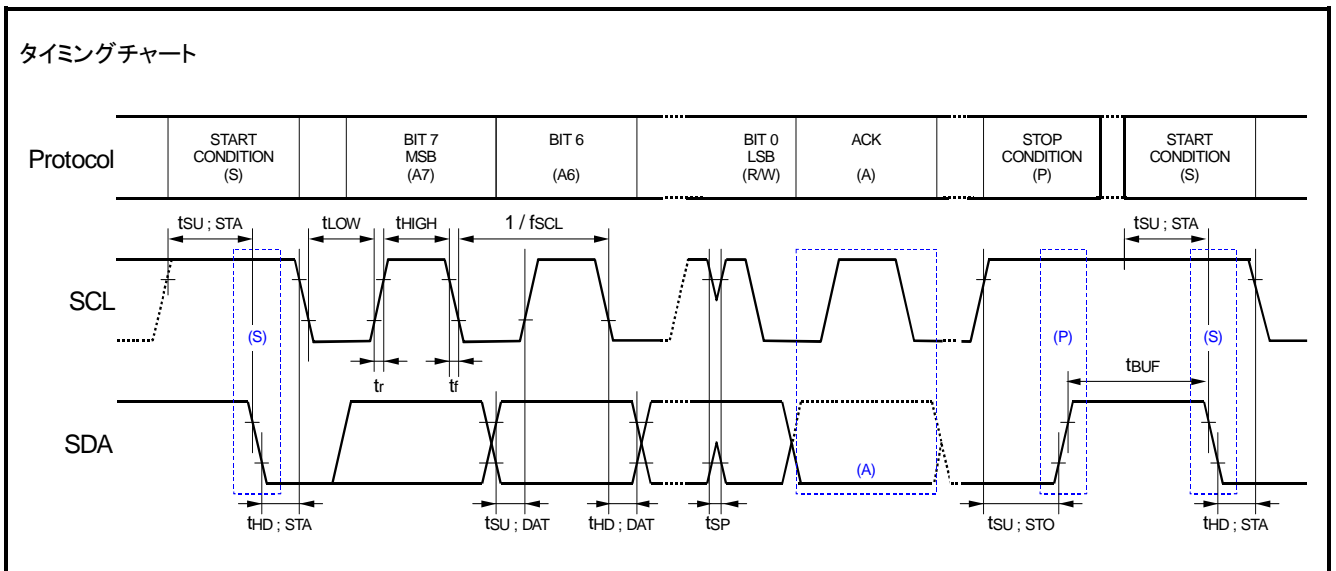 タイミングチャート
Protocol
START
CONDITION
(S)
BIT 7
MSB
(A7)
BIT 6
(A6)
BIT 0
LSB
(R/W)
ACK
(A)
STOP
CONDITION
(P)
START
CONDITION
(S)
tSU ; STA
tLOW
tHIGH
1 / fSCL
tSU ; STA
SCL
(S)
(P)
(S)
tr
tf
tBUF
SDA
(A)
tHD ; STA
tSU ; DAT
tHD ; DAT
tSP
tSU ; STO
tHD ; STA